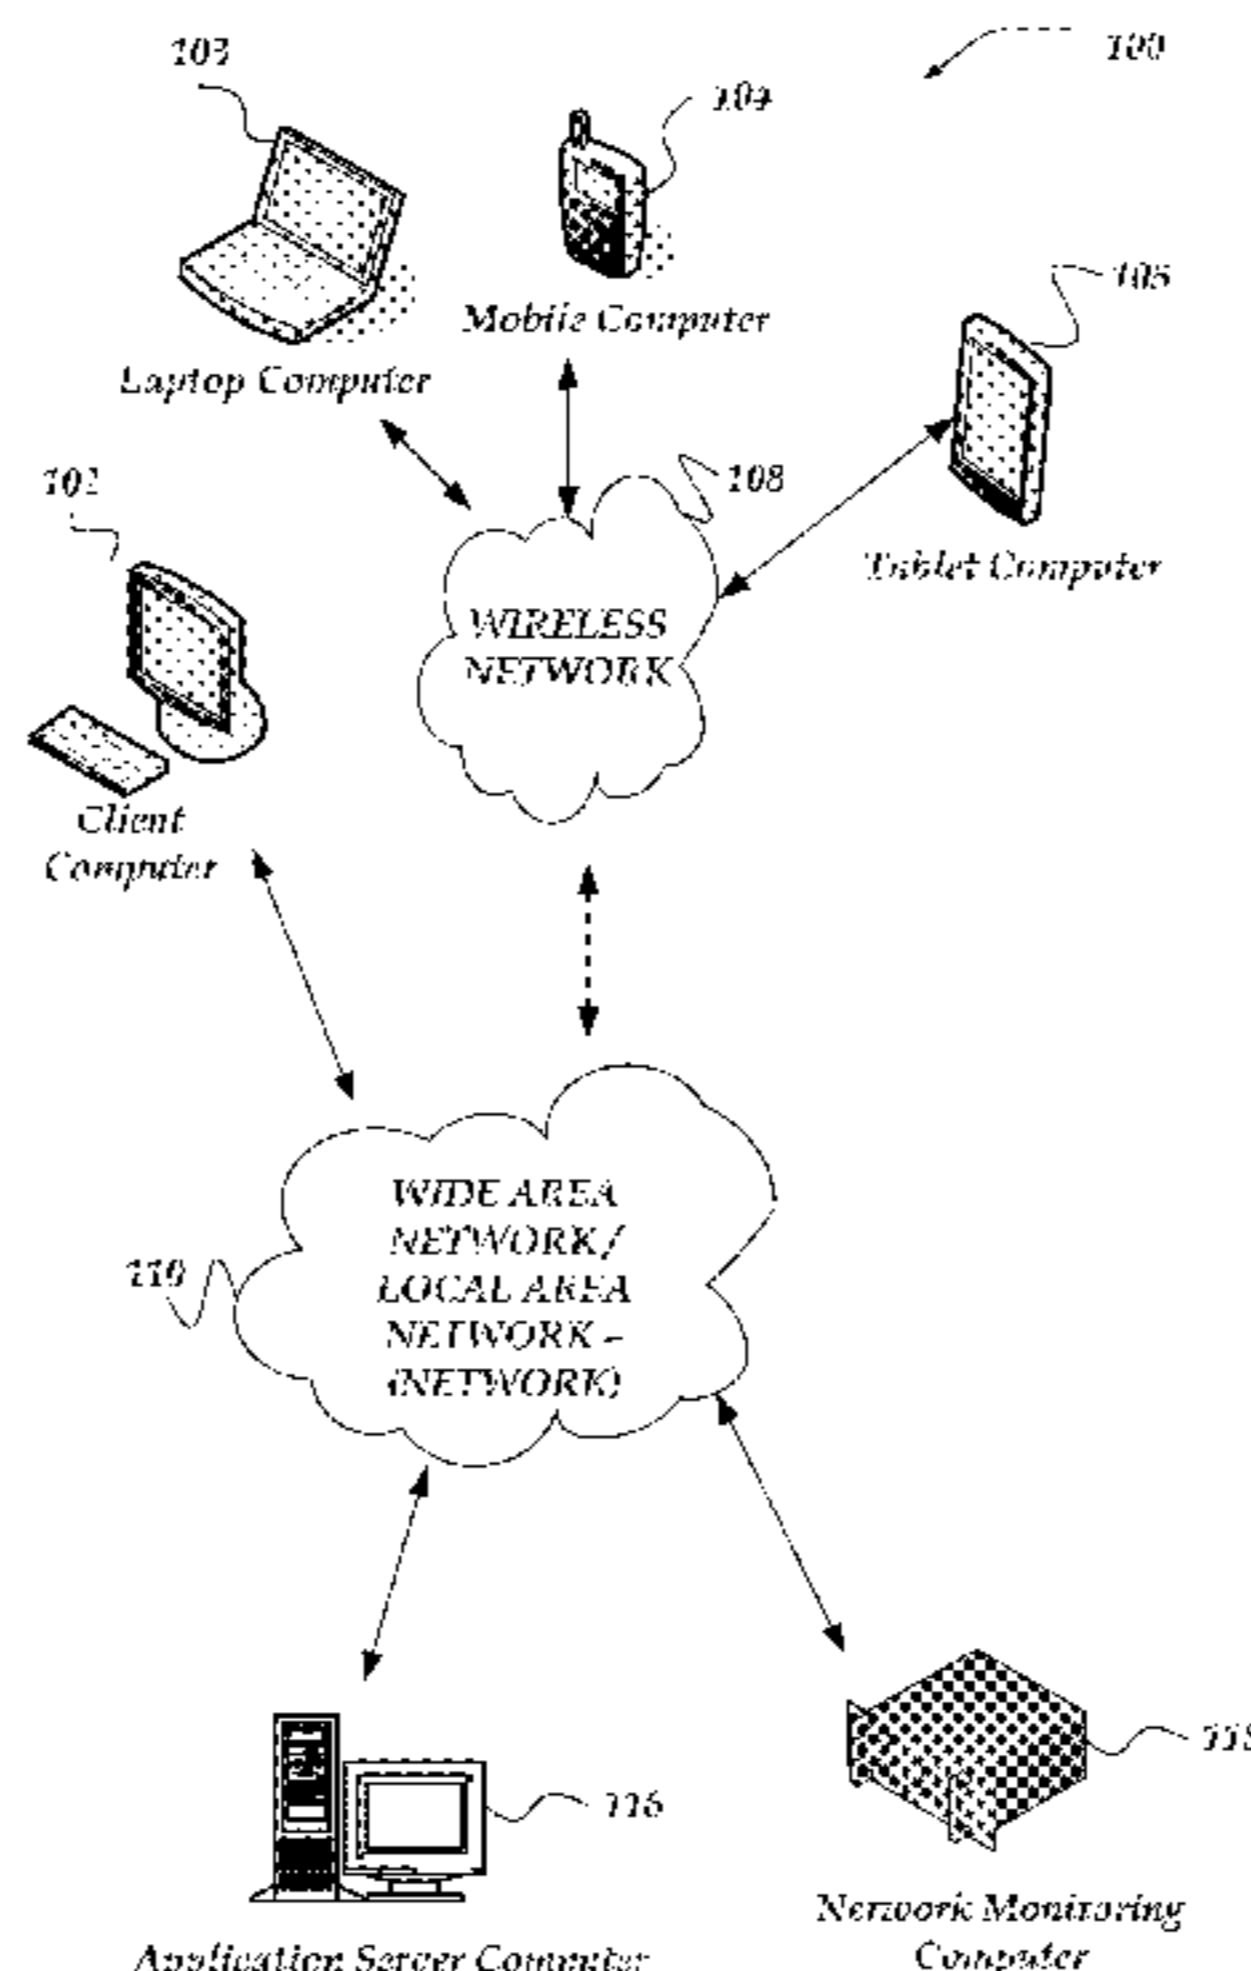 103
100
104
105
Mobile Computer
Laptop Computer
102
108
Tablet Computer
WIRELESS
NETWORK
Client
Computer
WIDE AREA
NETWORK/
LOCAL AREA
NETWORK -
(NETWORK)
110
116
Network Monitoring
Computer
Application Server Computer